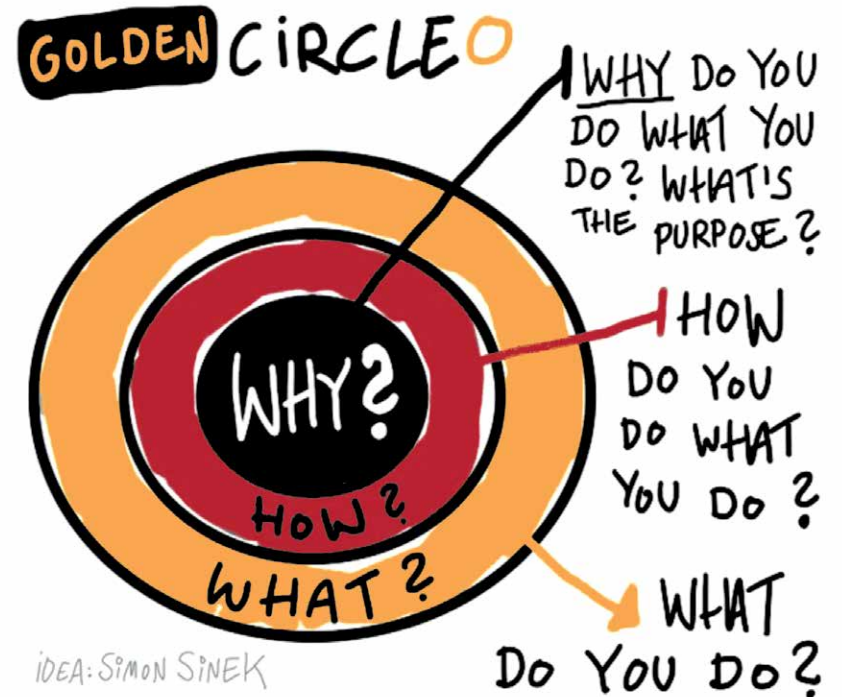 GOLDEN CiRCLE
WHY DO YOU
DO WHAT YOU
DO? WHAT'S
THE PURPOSE?
HOW
DO YOU
DO WHAT
YOU DO?
WHY?
HOW?
WHAT?
WHAT
DO YOU DO?
iDEA: SiMON SiNEK